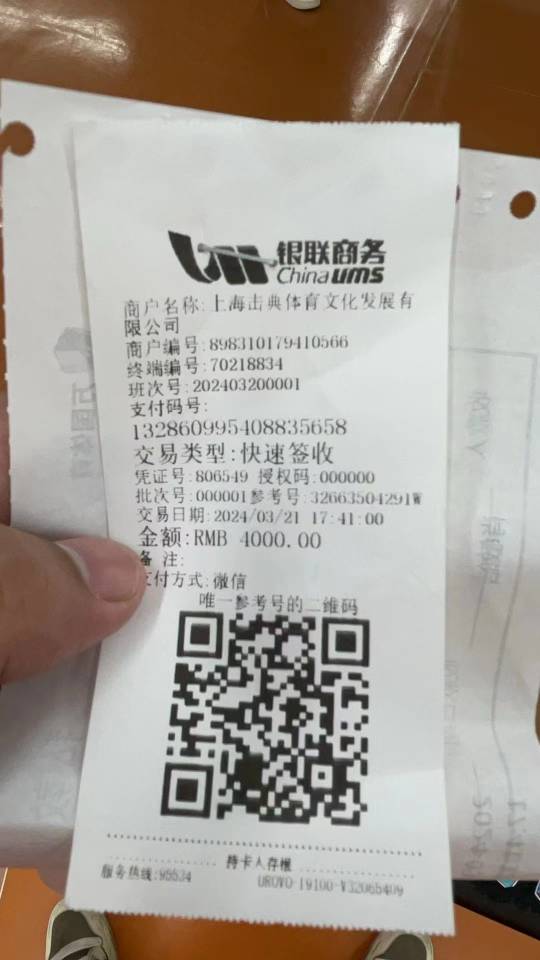 银联商务
China ums
商户名称:上海击典体育文化发展有
限公司
商户编号:898310179410566
终端编号:70218834
班次号:202403200001
支付码号:
132860995408835658
交易类型:快速签收
凭证号:806549 授权码:000000
批次号:000001参考号:32663504291W
交易日期:2024/03/21 17:41:00
金额:RMB 4000.00
备 注:
支付方式:微信
唯一参考号的二维码
持卡人存根
服务热线:95534
UROVO-I9100-V32065409